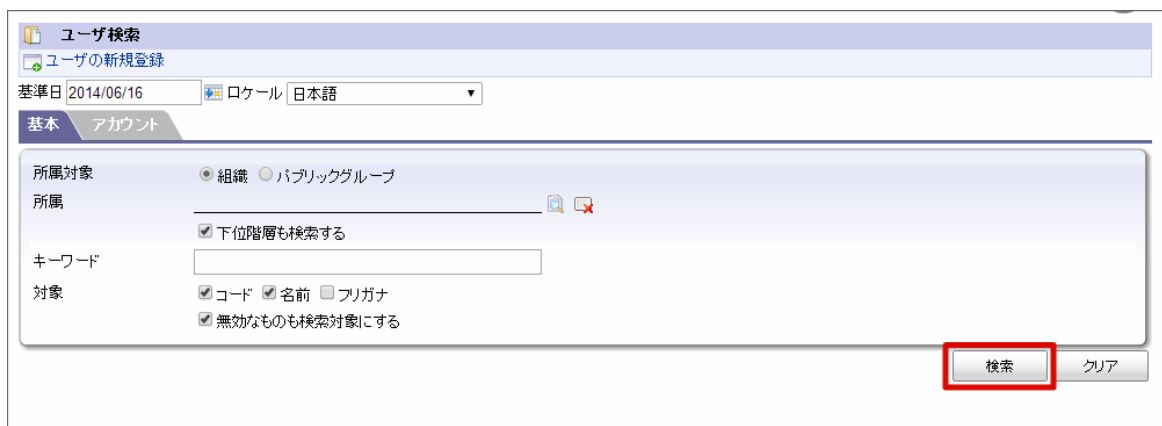 ユーザ検索
ユーザの新規登録
基準日 2014/06/16 ロケール 日本語
基本 アカウント
所属対象 組織 パブリックグループ
所属
下位階層も検索する
キーワード
対象 コード 名前 フリガナ
無効なものも検索対象にする
検索 クリア